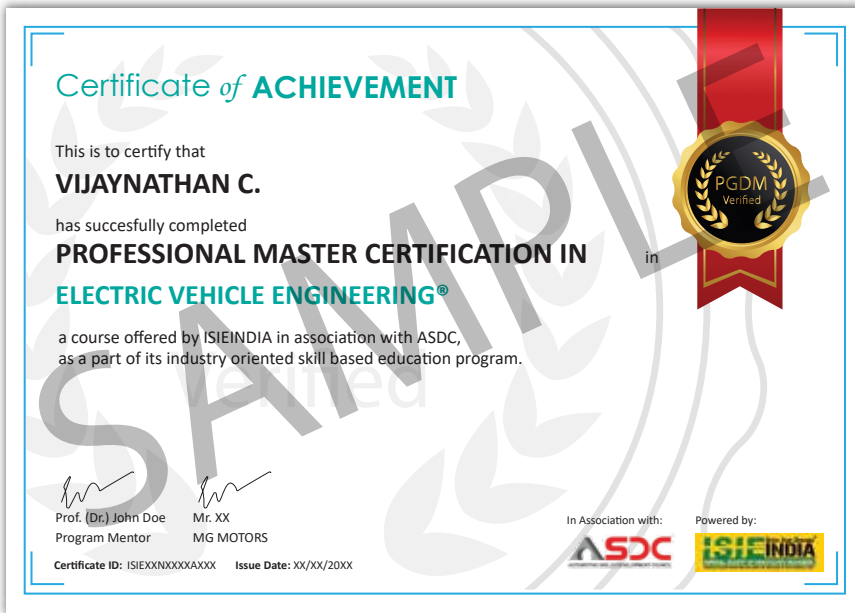 Certificate of ACHIEVEMENT
This is to certify that
VIJAYNATHAN C.
has succesfully completed
PROFESSIONAL MASTER CERTIFICATION IN in
ELECTRIC VEHICLE ENGINEERING®
a course offered by ISIEINDIA in association with ASDC,
as a part of its industry oriented skill based education program.
Verified
SAMPLE
PGDM
Verified
Prof. (Dr.) John Doe Mr. XX
Program Mentor MG MOTORS
Certificate ID: ISIEXXNXXXXAXXX Issue Date: XX/XX/20XX
In Association with: Powered by:
ASDC
ISIEINDIA